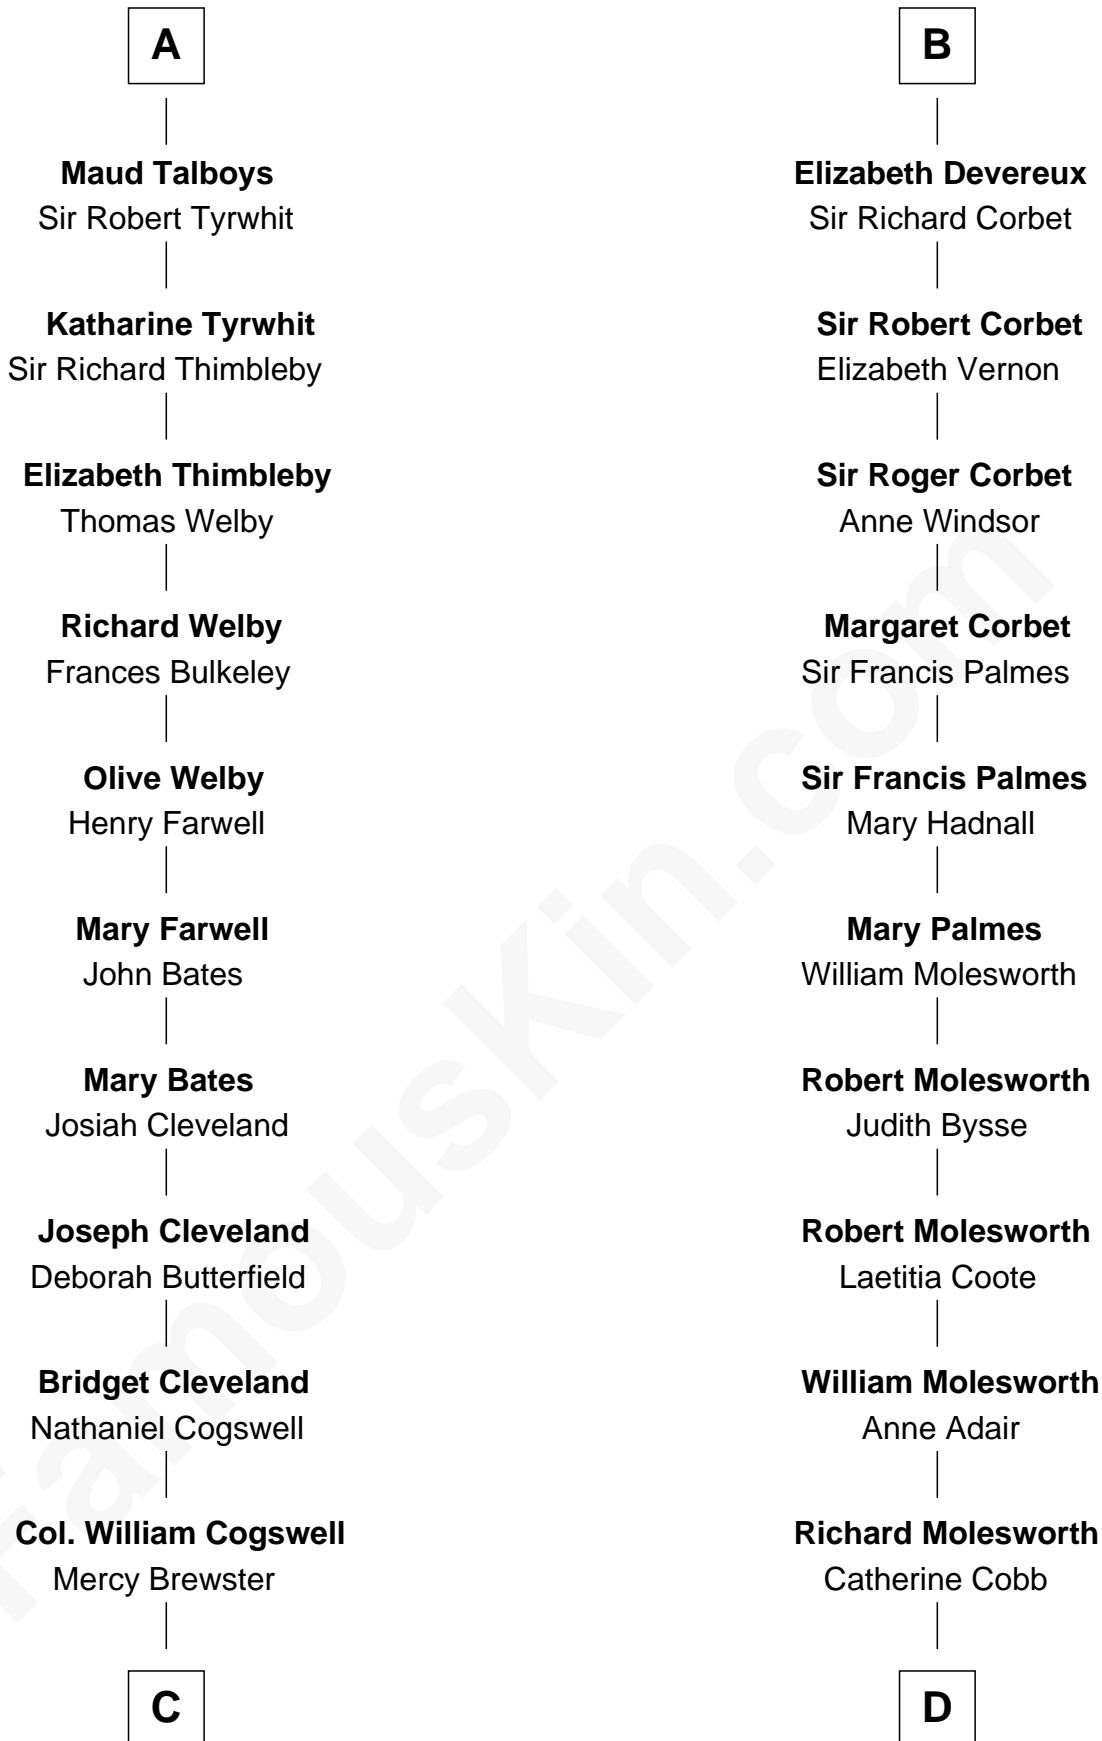 A
Maud Talboys
Sir Robert Tyrwhit
Katharine Tyrwhit
Sir Richard Thimbleby
Elizabeth Thimbleby
Thomas Welby
Richard Welby
Frances Bulkeley
Olive Welby
Henry Farwell
Mary Farwell
John Bates
Mary Bates
Josiah Cleveland
Joseph Cleveland
Deborah Butterfield
Bridget Cleveland
Nathaniel Cogswell
Col. William Cogswell
Mercy Brewster
C
B
Elizabeth Devereux
Sir Richard Corbet
Sir Robert Corbet
Elizabeth Vernon
Sir Roger Corbet
Anne Windsor
Margaret Corbet
Sir Francis Palmes
Sir Francis Palmes
Mary Hadnall
Mary Palmes
William Molesworth
Robert Molesworth
Judith Bysse
Robert Molesworth
Laetitia Coote
William Molesworth
Anne Adair
Richard Molesworth
Catherine Cobb
D
FamousKin.com